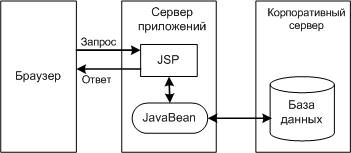 Браузер
Запрос
Ответ
Сервер
приложений
JSP
JavaBean
Корпоративный
сервер
База
данных